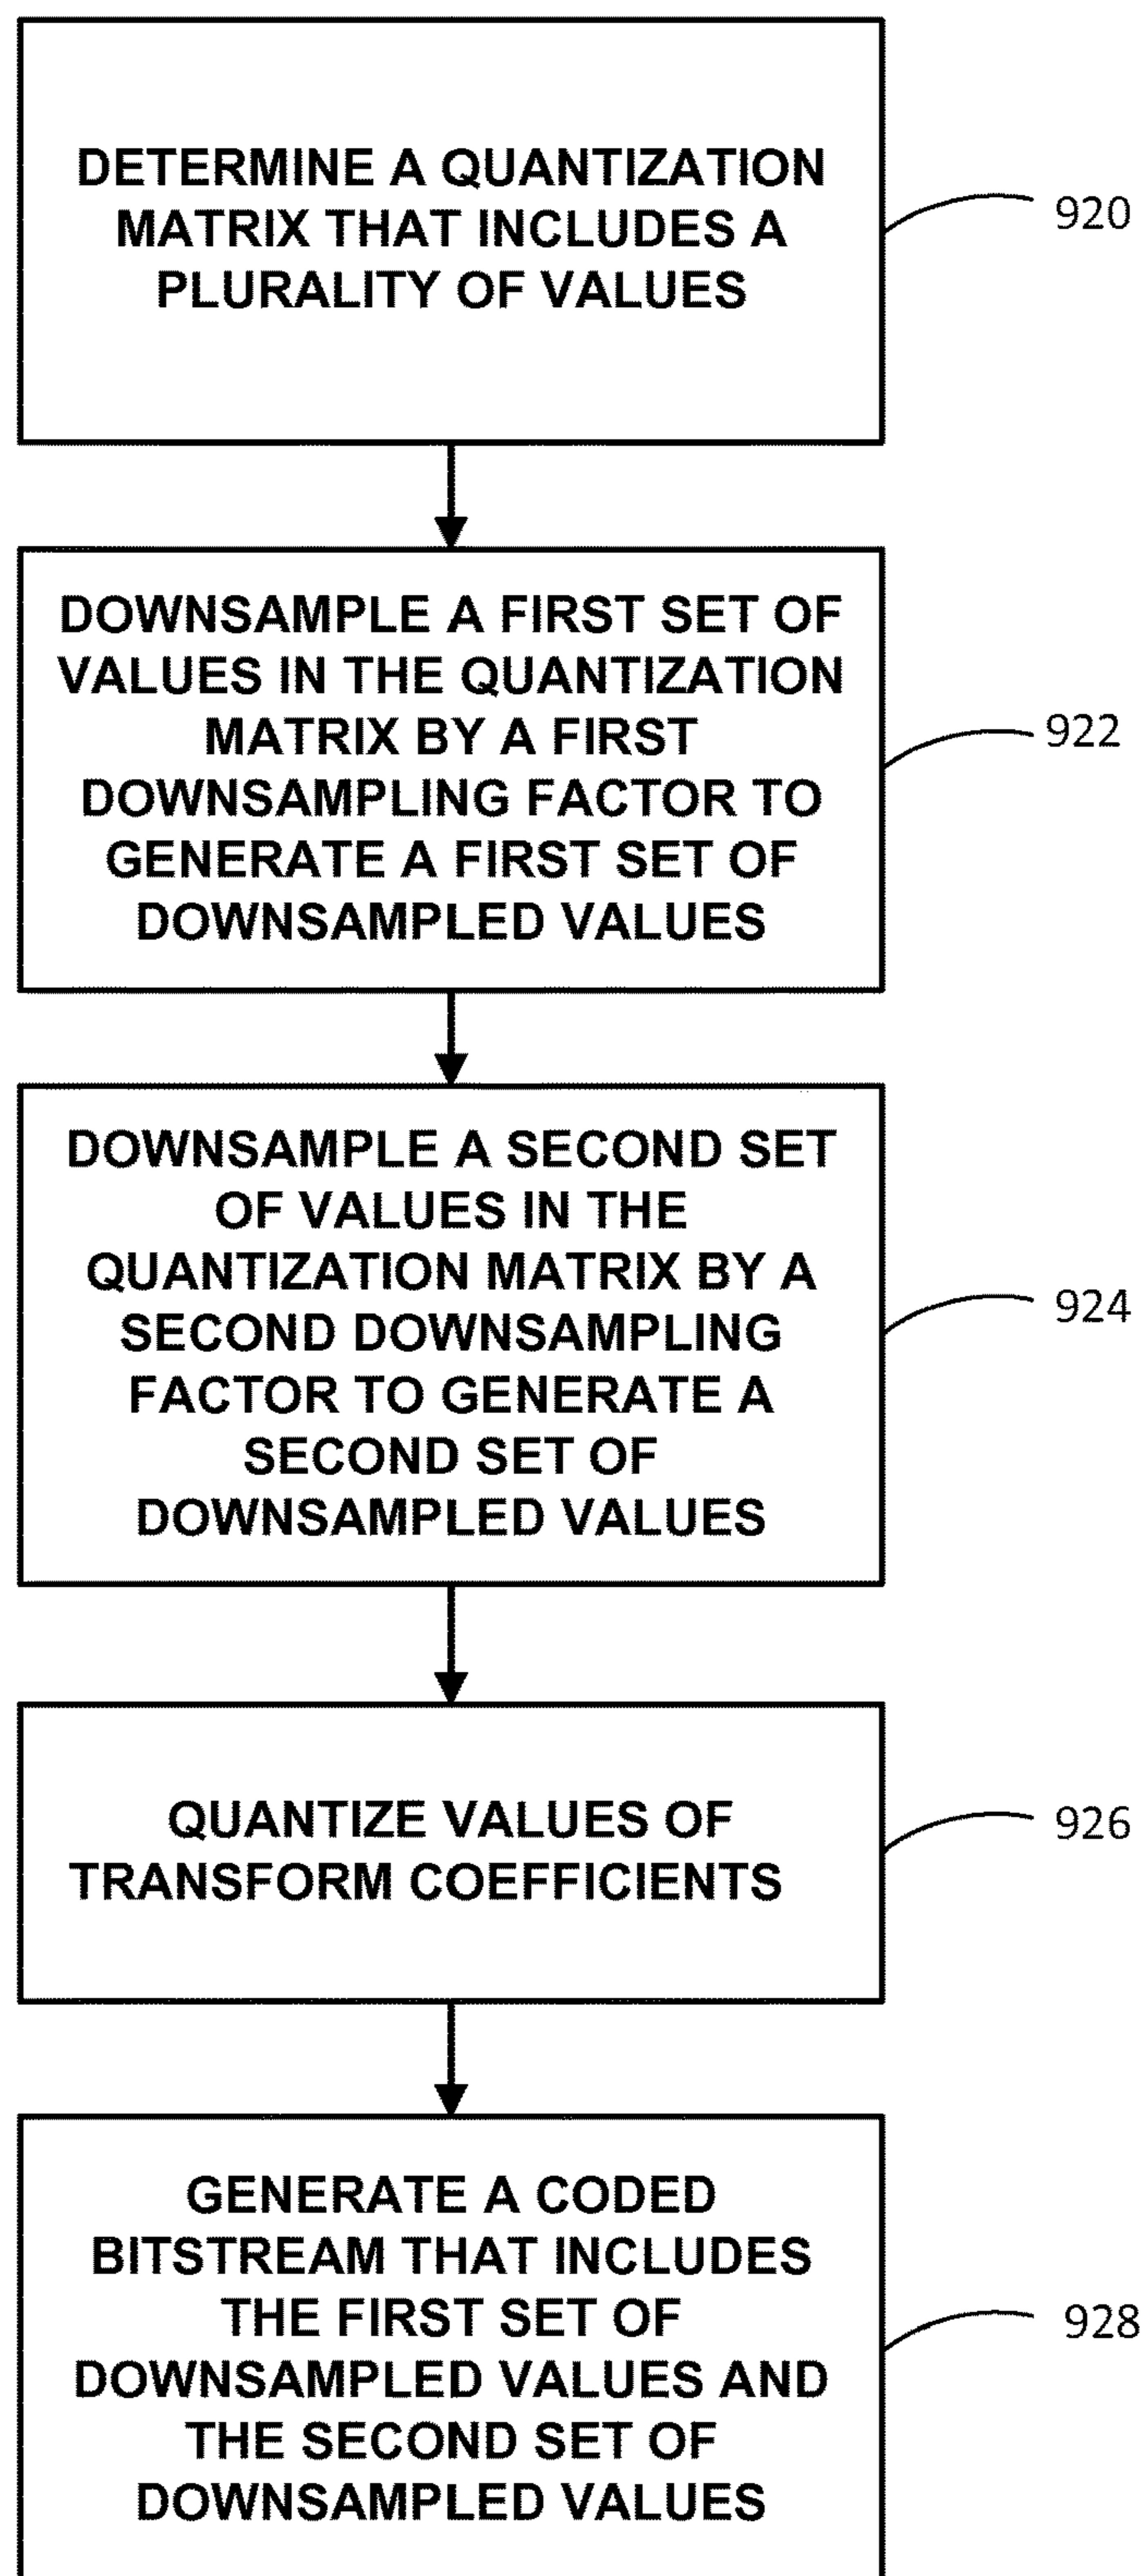 DETERMINE A QUANTIZATION
MATRIX THAT INCLUDES A
PLURALITY OF VALUES
920
DOWNSAMPLE A FIRST SET OF
VALUES IN THE QUANTIZATION
MATRIX BY A FIRST
DOWNSAMPLING FACTOR TO
GENERATE A FIRST SET OF
DOWNSAMPLED VALUES
922
DOWNSAMPLE A SECOND SET
OF VALUES IN THE
QUANTIZATION MATRIX BY A
SECOND DOWNSAMPLING
FACTOR TO GENERATE A
SECOND SET OF
DOWNSAMPLED VALUES
924
QUANTIZE VALUES OF
TRANSFORM COEFFICIENTS
926
GENERATE A CODED
BITSTREAM THAT INCLUDES
THE FIRST SET OF
DOWNSAMPLED VALUES AND
THE SECOND SET OF
DOWNSAMPLED VALUES
928